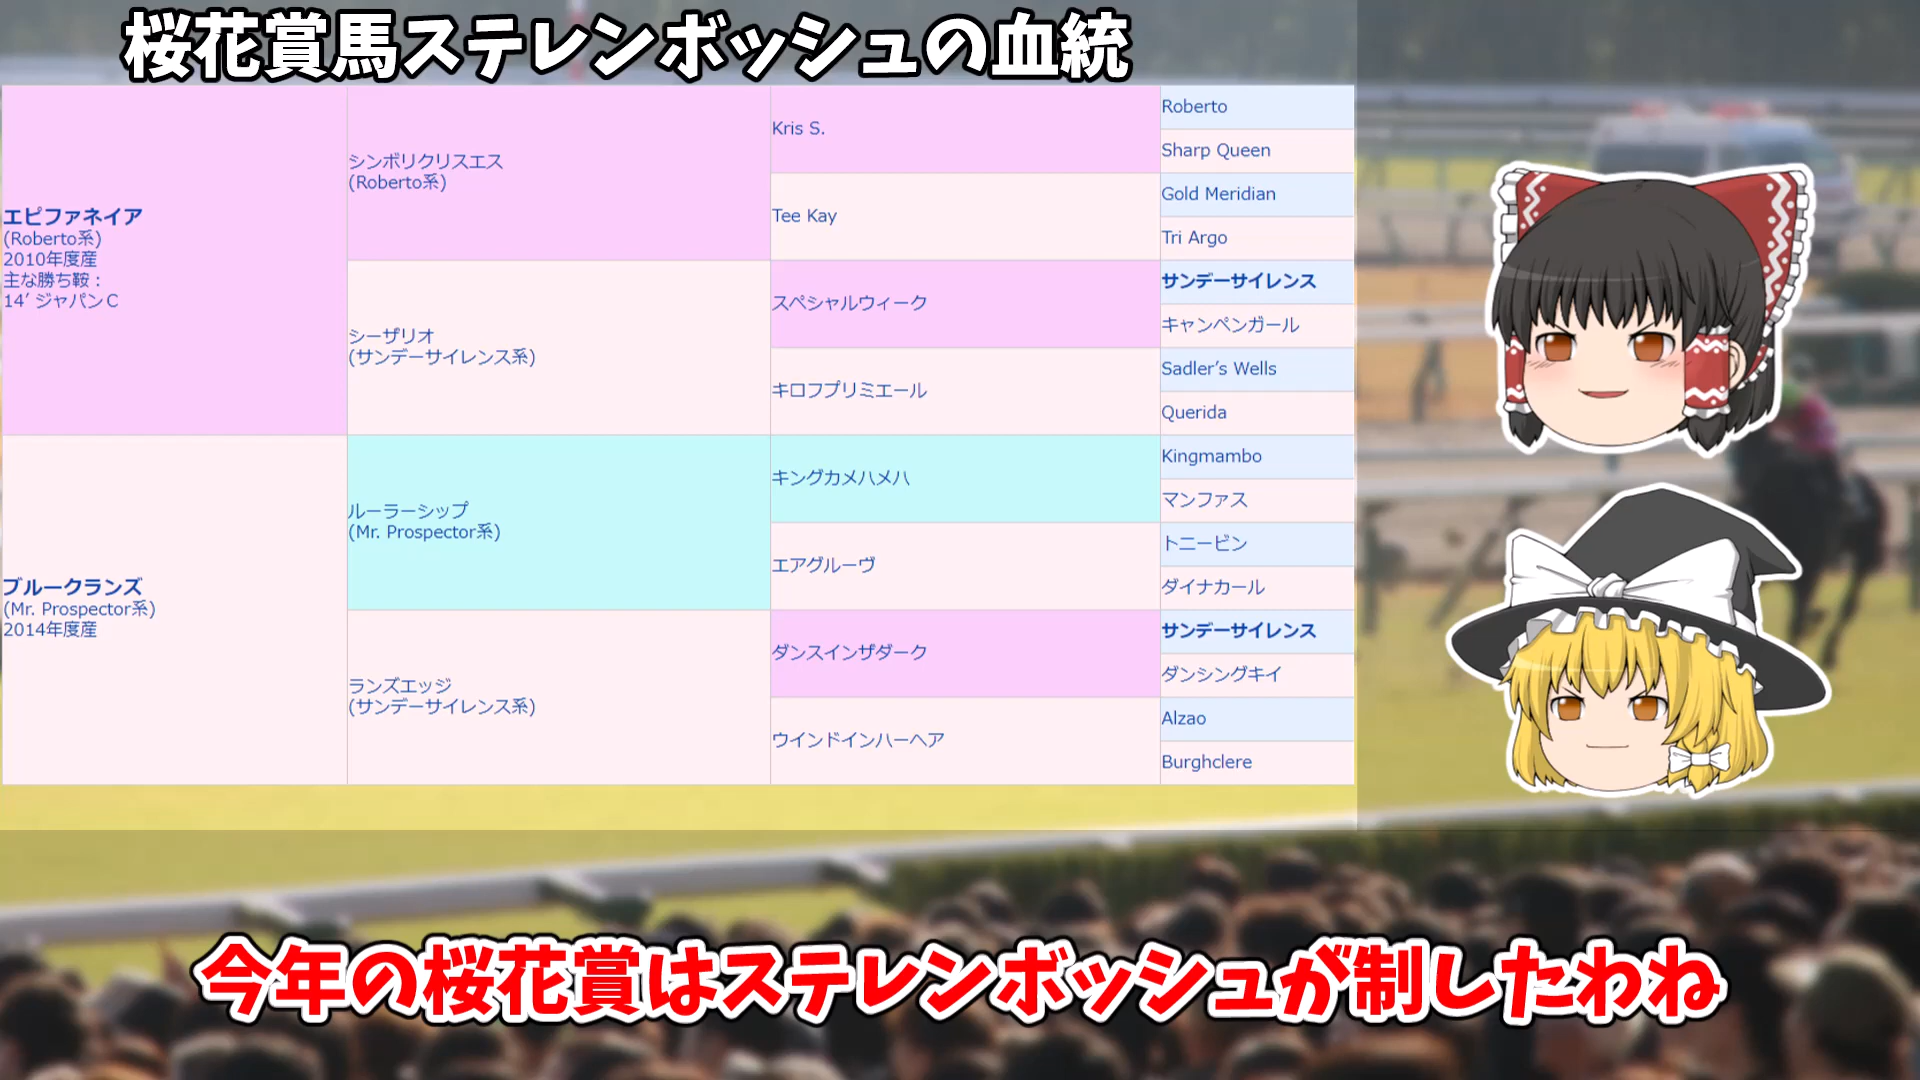 桜花賞馬ステレンボッシュの血統
エピファネイア
(Roberto系)
2010年度産
主な勝ち鞍：
14’ ジャパンＣ
シンボリクリスエス
(Roberto系)
Kris S.
Roberto
Sharp Queen
Tee Kay
Gold Meridian
Tri Argo
シーザリオ
(サンデーサイレンス系)
スペシャルウィーク
サンデーサイレンス
キャンペンガール
キロフプリミエール
Sadler’s Wells
Querida
ブルークランズ
(Mr. Prospector系)
2014年度産
ルーラーシップ
(Mr. Prospector系)
キングカメハメハ
Kingmambo
マンファス
エアグルーヴ
トニービン
ダイナカール
ランズエッジ
(サンデーサイレンス系)
ダンスインザダーク
サンデーサイレンス
ダンシングキイ
ウインドインハーヘア
Alzao
Burghclere
今年の桜花賞はステレンボッシュが制したわね